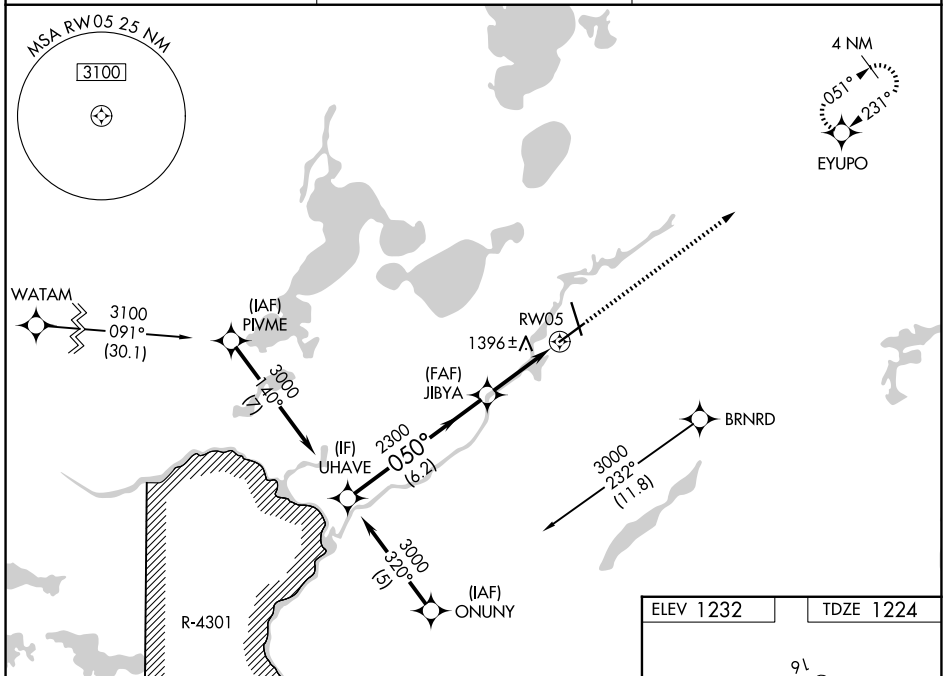 MSA RW05 25 NM
3100
4 NM
051°
231°
EYUPO
WATAM
3100
091°
(30.1)
(IAF)
PIVME
3000
140°
(7)
RW05
1396±
(FAF)
JIBYA
2300
050°
(6.2)
(IF)
UHAVE
BRNRD
3000
232°
(11.8)
3000
320°
(5)
(IAF)
ONUNY
R-4301
ELEV 1232
TDZE 1224
16